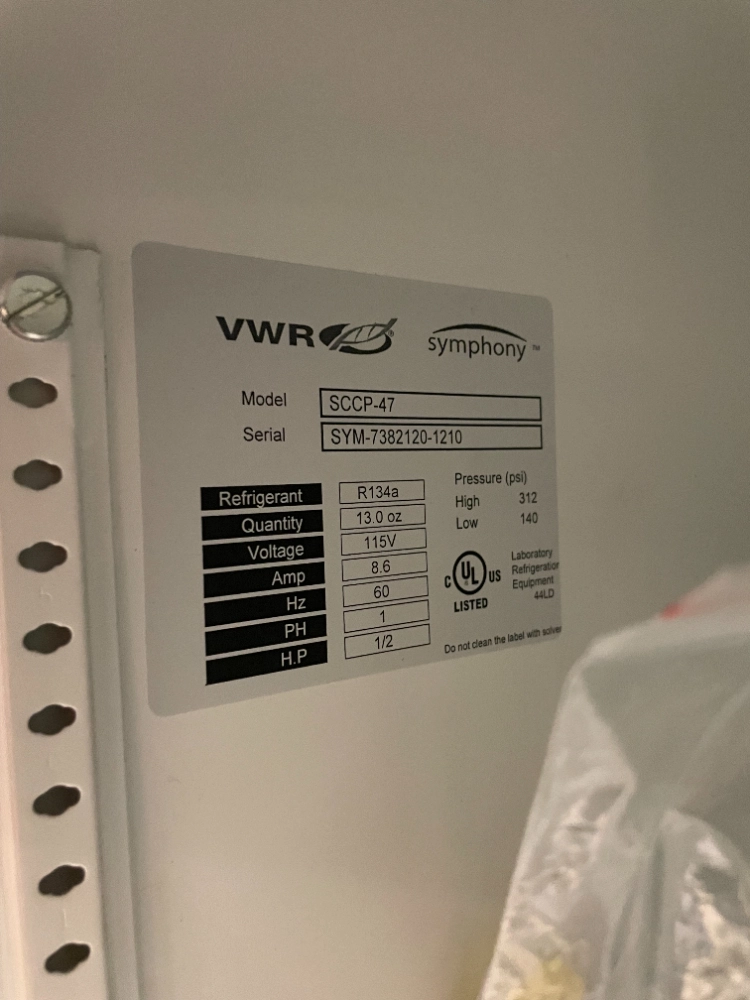 VWR®
symphony™
Model SCCP-47
Serial SYM-7382120-1210
Refrigerant R134a
Quantity 13.0 oz
Voltage 115V
Amp 8.6
Hz 60
PH 1
H.P 1/2
Pressure (psi)
High 312
Low 140
C UL US
LISTED
Laboratory
Refrigeration
Equipment
44LD
Do not clean the label with solven